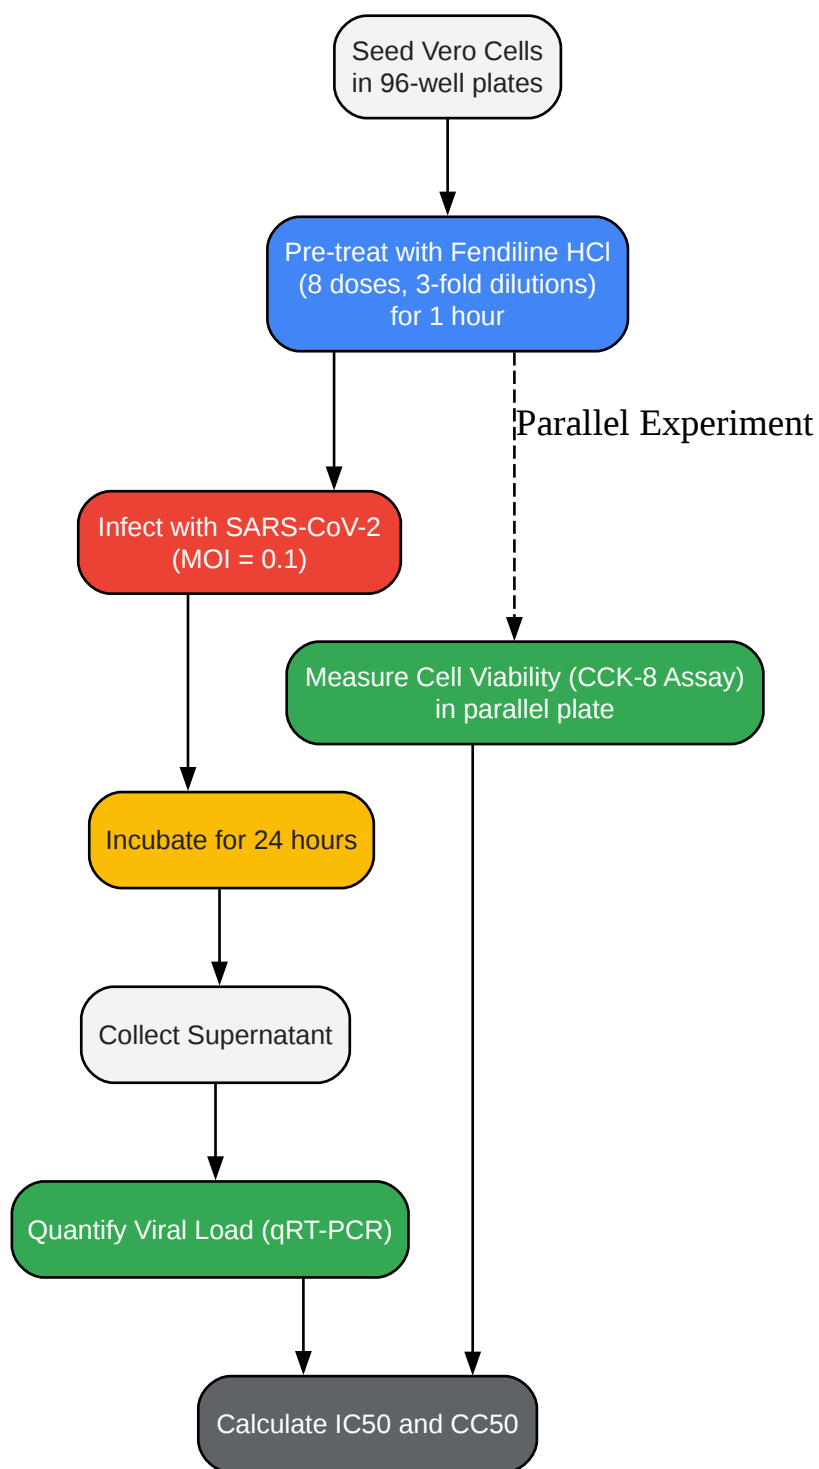 Seed Vero Cells
in 96-well plates
Pre-treat with Fendiline HCl
(8 doses, 3-fold dilutions)
for 1 hour
Parallel Experiment
Infect with SARS-CoV-2
(MOI = 0.1)
Measure Cell Viability (CCK-8 Assay)
in parallel plate
Incubate for 24 hours
Collect Supernatant
Quantify Viral Load (qRT-PCR)
Calculate IC50 and CC50